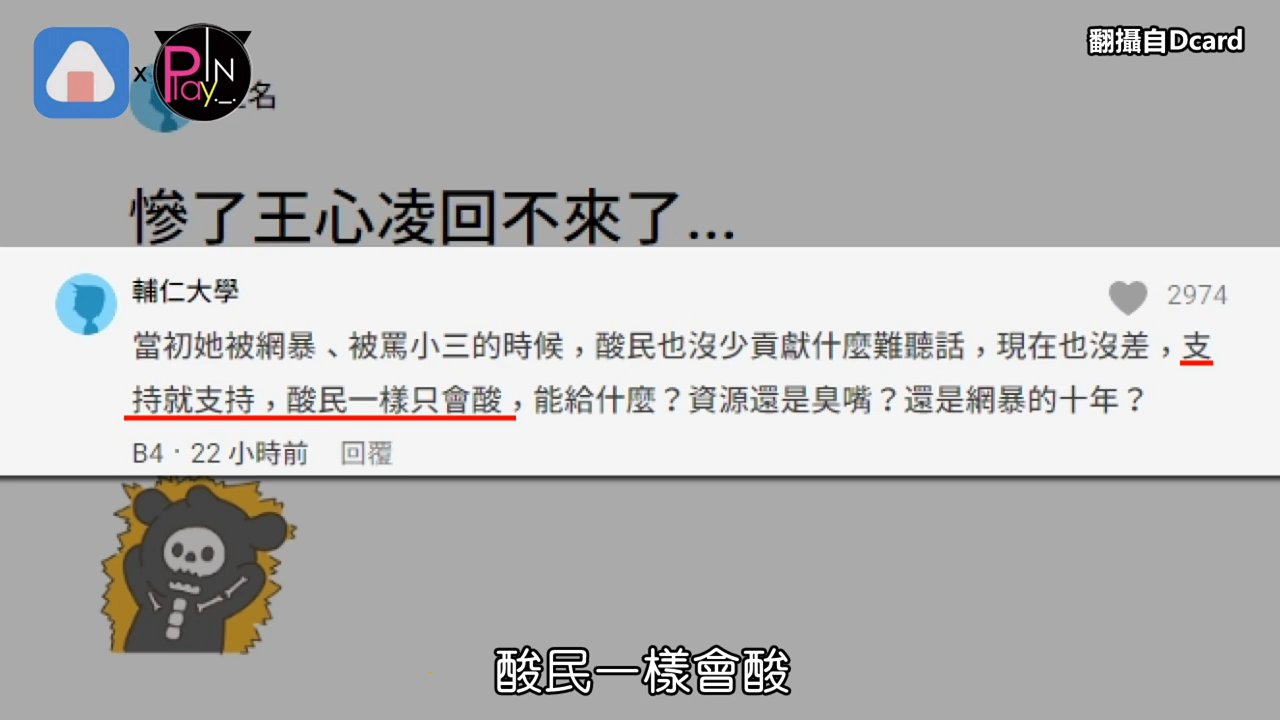 翻攝自Dcard
x
Play
IN
名
慘了王心凌回不來了...
輔仁大學
2974
當初她被網暴、被罵小三的時候，酸民也沒少貢獻什麼難聽話，現在也沒差，支
持就支持，酸民一樣只會酸，能給什麼？資源還是臭嘴？還是網暴的十年？
B4．22 小時前 回覆
酸民一樣會酸